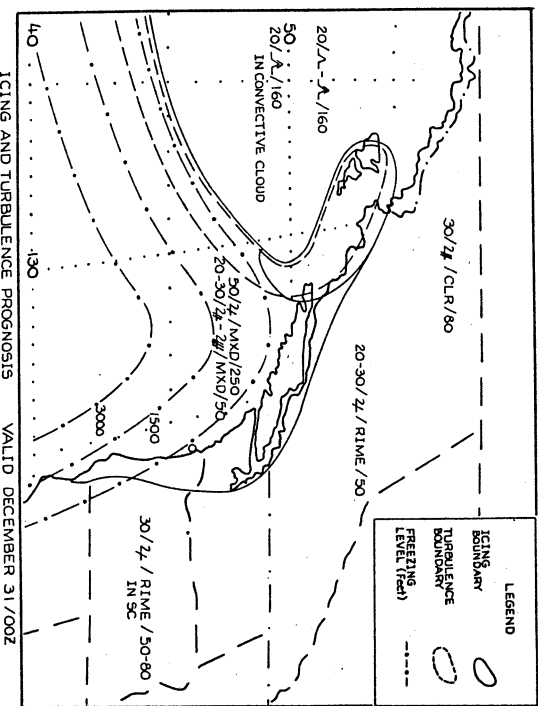 LEGEND
ICING
BOUNDARY
TURBULENCE
BOUNDARY
FREEZING
LEVEL (Feet)
20/ - /160
50
20/ /160
IN CONVECTIVE CLOUD
30/ /CLR/80
20-30/ /RIME/50
50/ /MXD/250
20-30/ - /MXD/50
30/ /RIME/50-80
IN SC
0
1500
3000
40
130
ICING AND TURBULENCE PROGNOSIS VALID DECEMBER 31/00Z